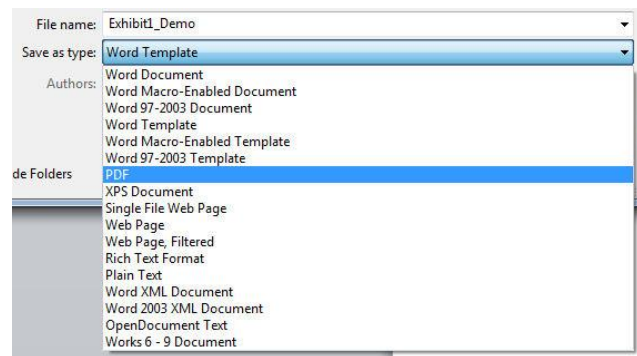 File name: Exhibit1_Demo
Save as type: Word Template
Authors:
Word Document
Word Macro-Enabled Document
Word 97-2003 Document
Word Template
Word Macro-Enabled Template
Word 97-2003 Template
de Folders
PDF
XPS Document
Single File Web Page
Web Page
Web Page, Filtered
Rich Text Format
Plain Text
Word XML Document
Word 2003 XML Document
OpenDocument Text
Works 6 - 9 Document